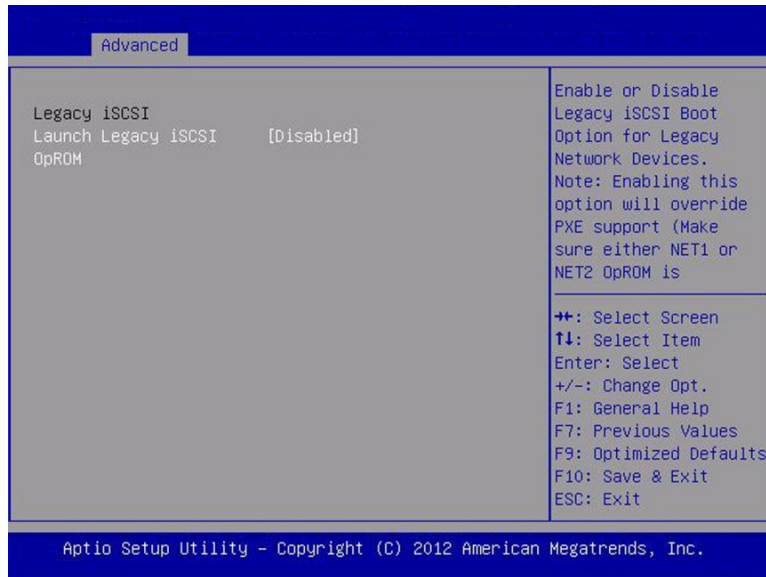 Advanced
Legacy iSCSI
Launch Legacy iSCSI [Disabled]
OpROM
Enable or Disable
Legacy iSCSI Boot
Option for Legacy
Network Devices.
Note: Enabling this
option will override
PXE support (Make
sure either NET1 or
NET2 OpROM is
→←: Select Screen
↑↓: Select Item
Enter: Select
+/-: Change Opt.
F1: General Help
F7: Previous Values
F9: Optimized Defaults
F10: Save & Exit
ESC: Exit
Aptio Setup Utility – Copyright (C) 2012 American Megatrends, Inc.